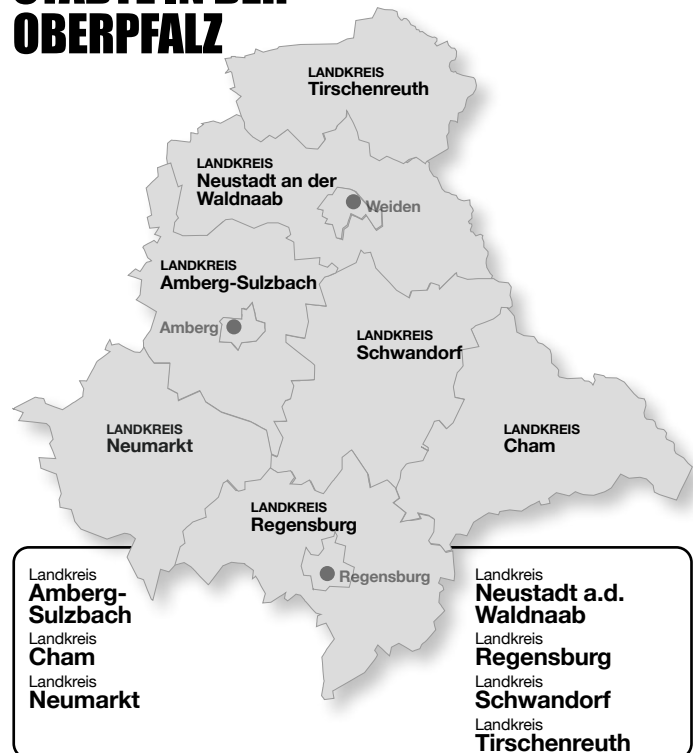 OBERPFALZ
LANDKREIS
Tirschenreuth
LANDKREIS
Neustadt an der
Waldnaab
Weiden
LANDKREIS
Amberg-Sulzbach
Amberg
LANDKREIS
Schwandorf
LANDKREIS
Neumarkt
LANDKREIS
Cham
LANDKREIS
Regensburg
Regensburg
Landkreis
Amberg-
Sulzbach
Landkreis
Cham
Landkreis
Neumarkt
Landkreis
Neustadt a.d.
Waldnaab
Landkreis
Regensburg
Landkreis
Schwandorf
Landkreis
Tirschenreuth